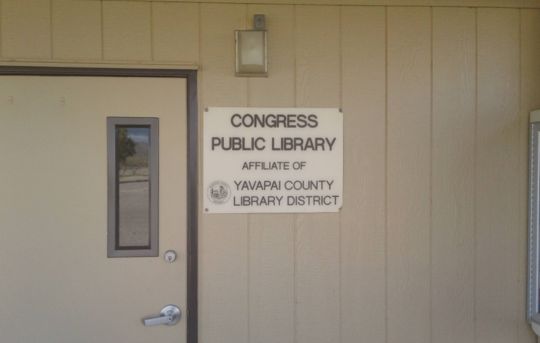 CONGRESS
PUBLIC LIBRARY
AFFILIATE OF
YAVAPAI COUNTY
LIBRARY DISTRICT